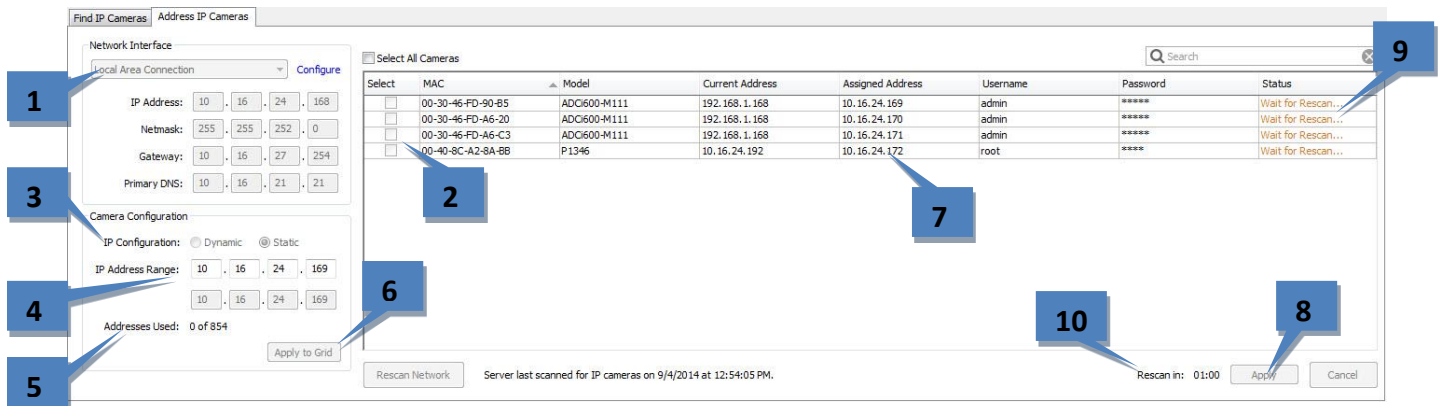 Find IP Cameras Address IP Cameras
Network Interface
Local Area Connection Configure
IP Address: 10 . 16 . 24 . 168
Netmask: 255 . 255 . 252 . 0
Gateway: 10 . 16 . 27 . 254
Primary DNS: 10 . 16 . 21 . 21
Camera Configuration
IP Configuration: Dynamic Static
IP Address Range: 10 . 16 . 24 . 169
10 . 16 . 24 . 169
Addresses Used: 0 of 854
Apply to Grid
Select All Cameras Search
Select MAC Model Current Address Assigned Address Username Password Status
00-30-46-FD-90-B5 ADCi600-M111 192.168.1.168 10.16.24.169 admin ***** Wait for Rescan...
00-30-46-FD-A6-20 ADCi600-M111 192.168.1.168 10.16.24.170 admin ***** Wait for Rescan...
00-30-46-FD-A6-C3 ADCi600-M111 192.168.1.168 10.16.24.171 admin ***** Wait for Rescan...
00-40-8C-A2-8A-BB P1346 10.16.24.192 10.16.24.172 root **** Wait for Rescan...
Rescan Network Server last scanned for IP cameras on 9/4/2014 at 12:54:05 PM. Rescan in: 01:00 Apply Cancel
1
2
3
4
5
6
7
8
9
10